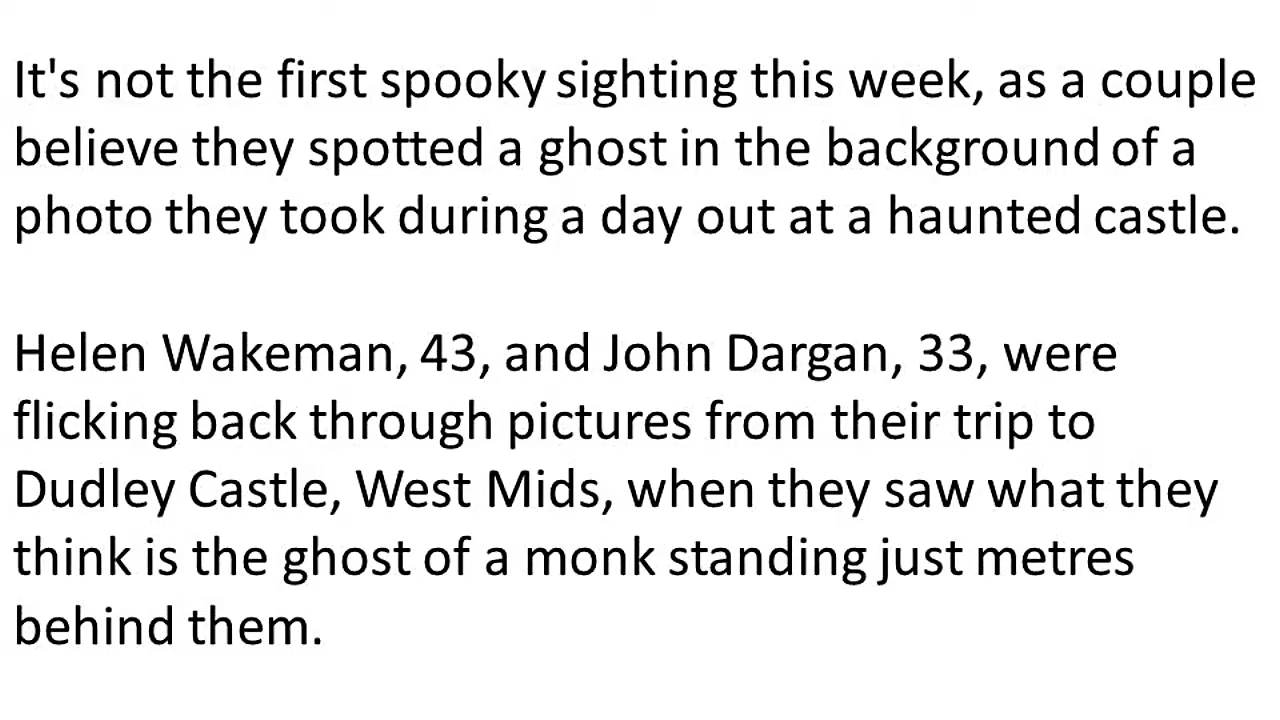 It's not the first spooky sighting this week, as a couple
believe they spotted a ghost in the background of a
photo they took during a day out at a haunted castle.
Helen Wakeman, 43, and John Dargan, 33, were
flicking back through pictures from their trip to
Dudley Castle, West Mids, when they saw what they
think is the ghost of a monk standing just metres
behind them.